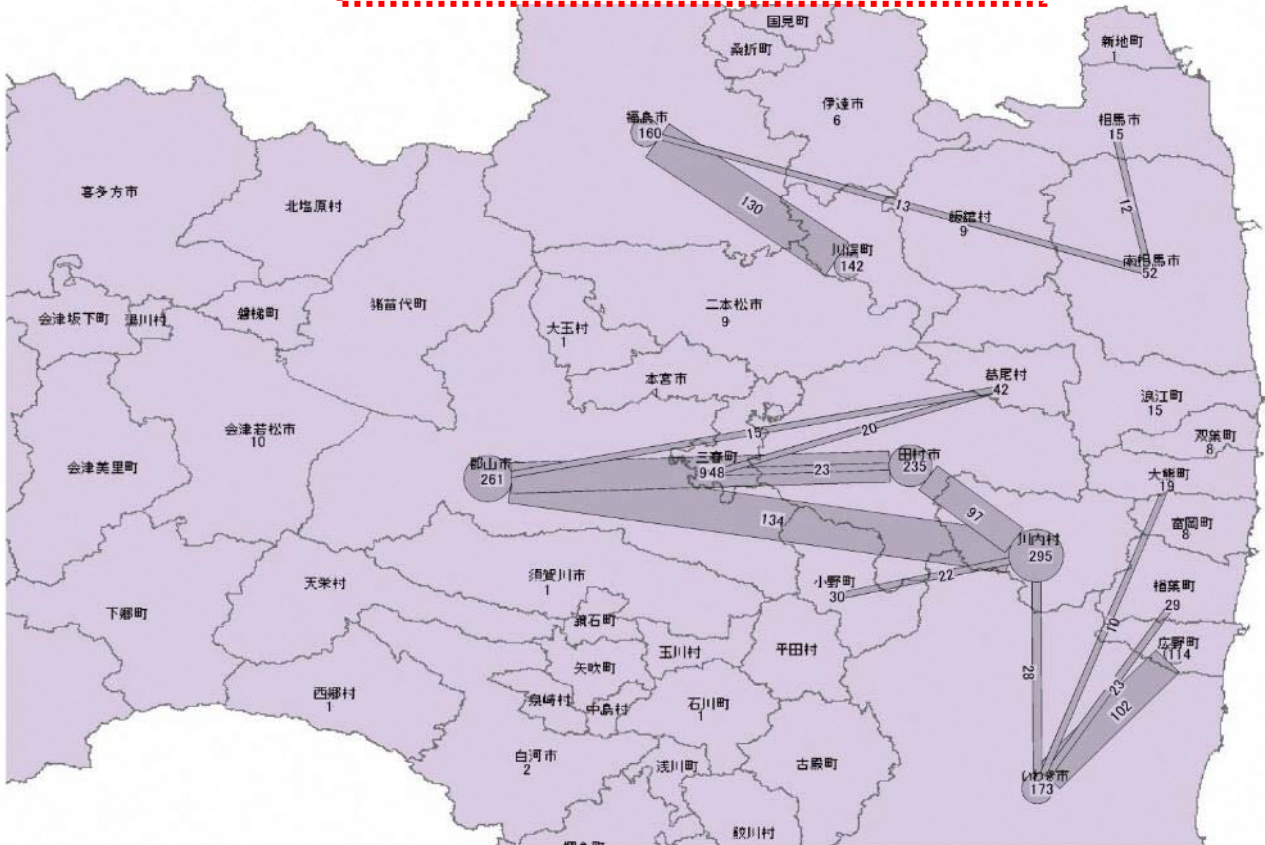 国見町
桑折町
新地町
1
伊達市
6
相馬市
15
福島市
160
喜多方市
北塩原村
130
13
飯舘村
9
12
川俣町
142
南相馬市
52
猪苗代町
二本松市
9
会津坂下町
湯川村
磐梯町
大玉村
1
本宮市
1
葛尾村
42
浪江町
15
双葉町
8
会津若松市
10
15
20
会津美里町
郡山市
261
三春町
1948
23
田村市
235
大熊町
19
富岡町
8
134
97
川内村
295
天栄村
須賀川市
1
小野町
30
22
楢葉町
29
下郷町
鏡石町
玉川村
平田村
10
広野町
114
矢吹町
西郷村
1
泉崎村
中島村
石川町
1
28
23
102
白河市
2
浅川町
古殿町
いわき市
173
鮫川村